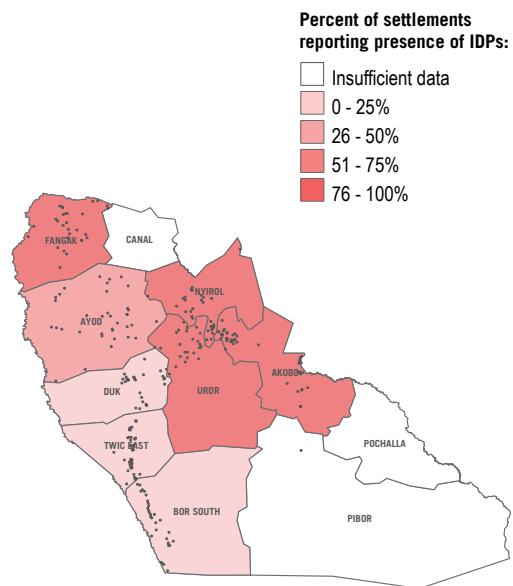 Percent of settlements
reporting presence of IDPs:
Insufficient data
0 - 25%
26 - 50%
51 - 75%
76 - 100%
FANGAK
CANAL
NYIROL
AYOD
AKOBO
DUK
UROR
TWIC EAST
POCHALLA
BOR SOUTH
PIBOR